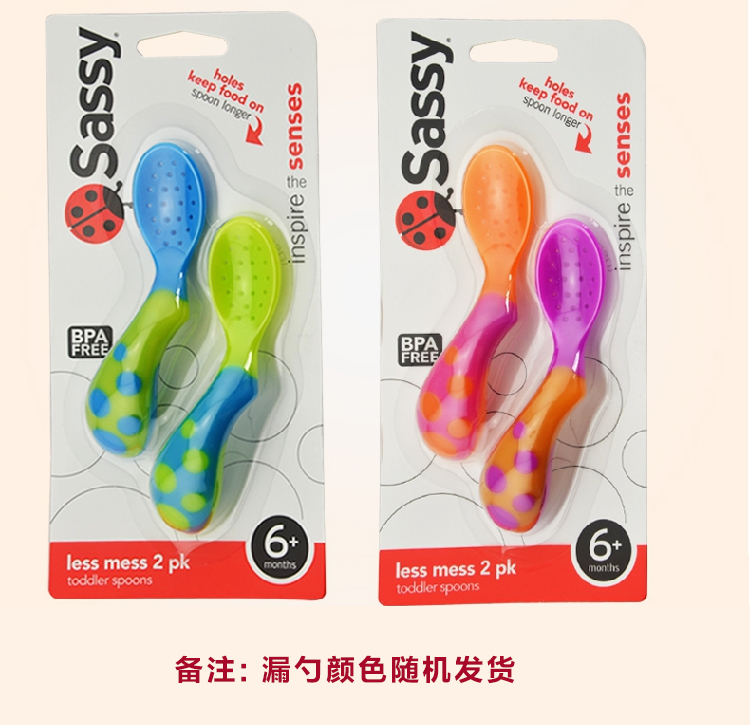 Sassy
holes
keep food on
spoon longer
inspire the senses
BPA
FREE
less mess 2 pk
toddler spoons
6+
months
Sassy
holes
keep food on
spoon longer
inspire the senses
BPA
FREE
less mess 2 pk
toddler spoons
6+
months
备注: 漏勺颜色随机发货